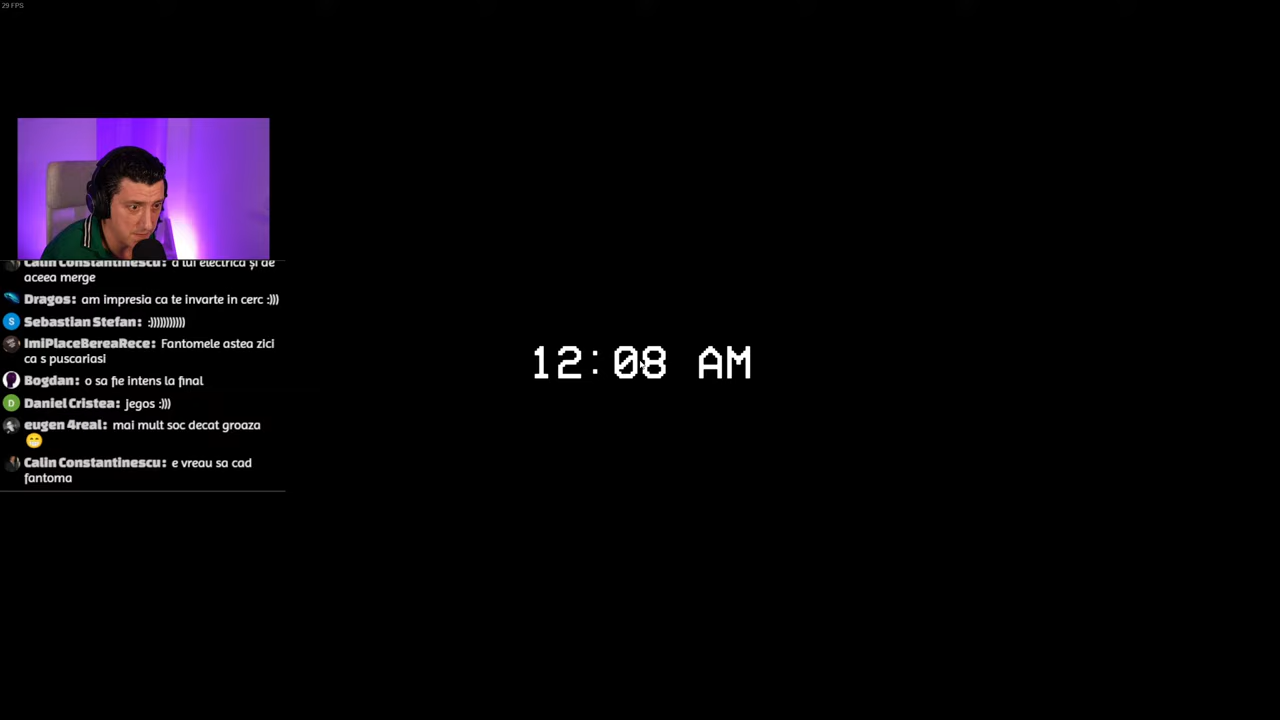 29 FPS
Calin Constantinescu: a lui electrica și de
aceea merge
Dragos: am impresia ca te invarte in cerc :)))
S Sebastian Stefan: :)))))))))))
ImiPlaceBereaRece: Fantomele astea zici
ca s puscariasi
Bogdan: o sa fie intens la final
D Daniel Cristea: jegos :)))
eugen 4real: mai mult soc decat groaza
😁
Calin Constantinescu: e vreau sa cad
fantoma
12:08 AM